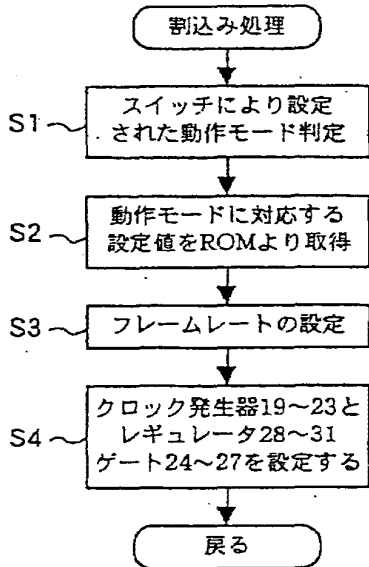 割込み処理
S1
スイッチにより設定
された動作モード判定
S2
動作モードに対応する
設定値をROMより取得
S3
フレームレートの設定
S4
クロック発生器19～23と
レギュレータ28～31
ゲート24～27を設定する
戻る